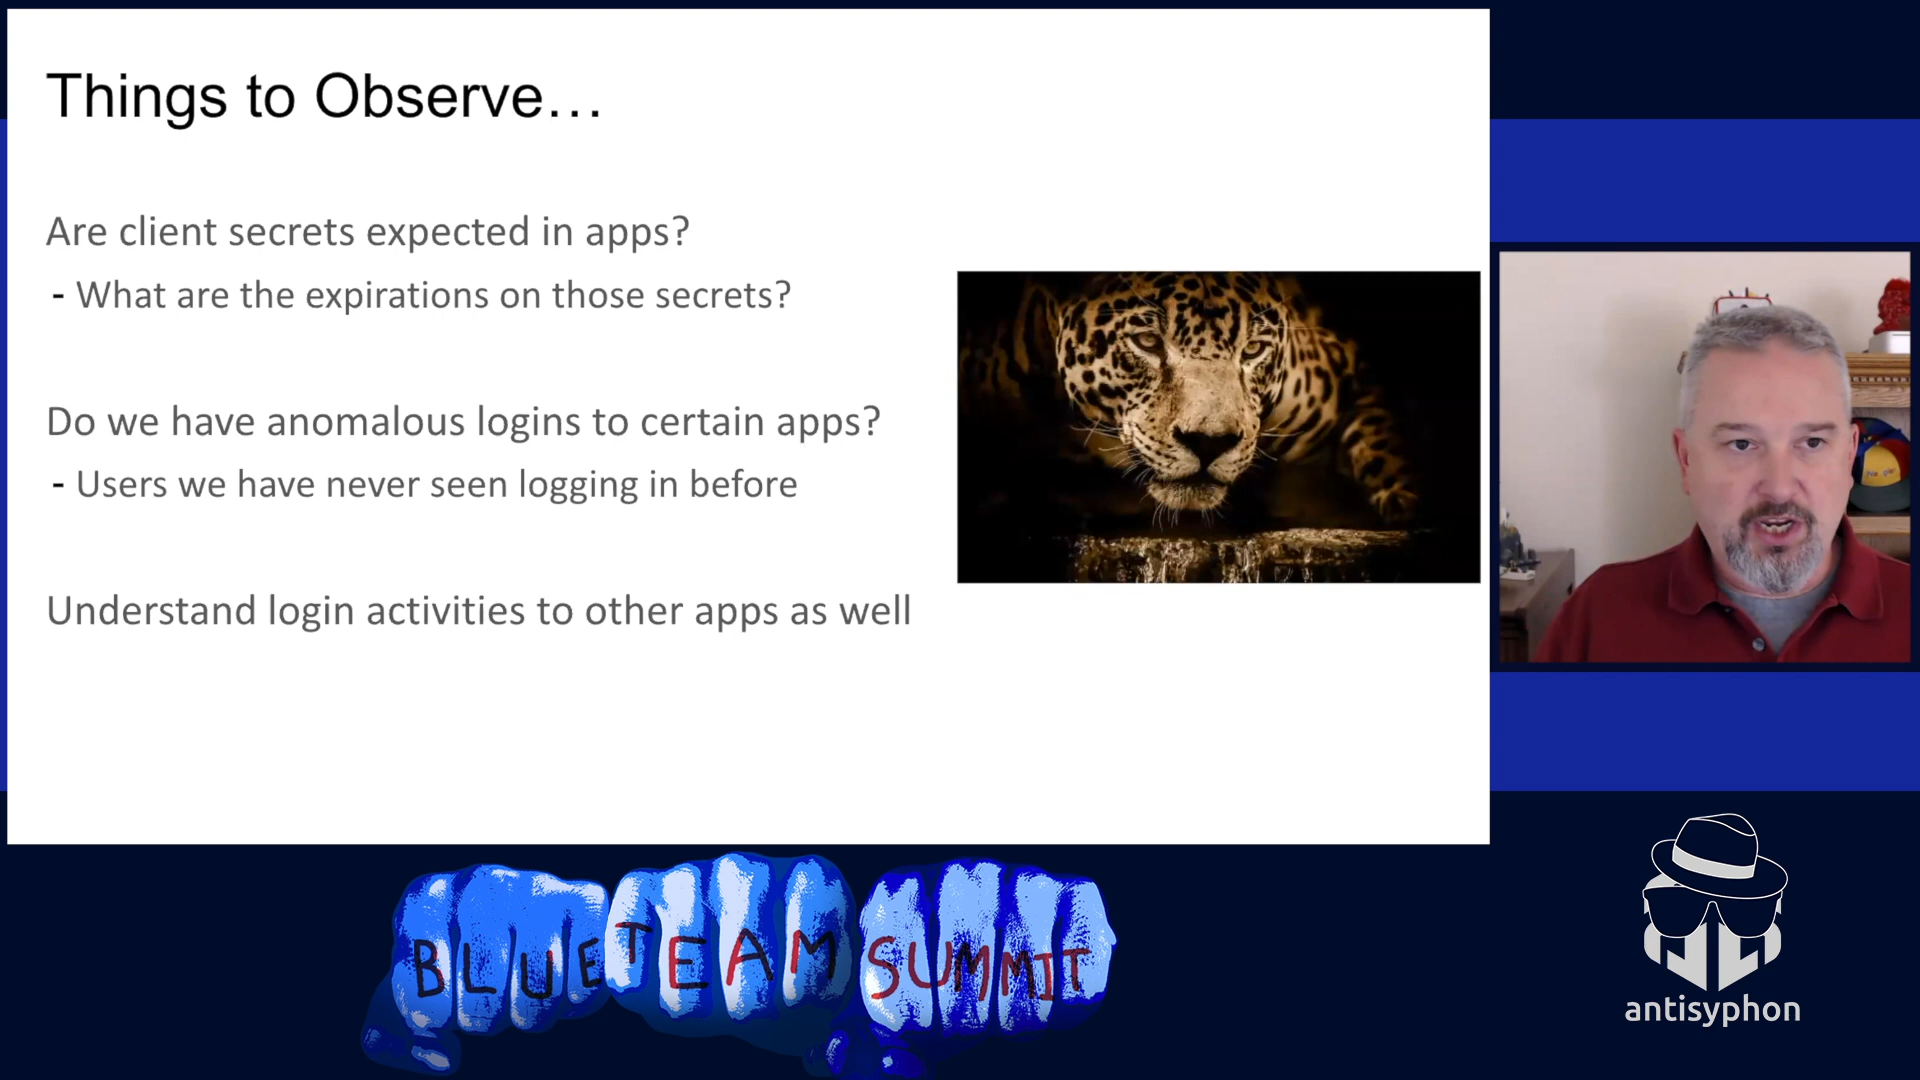 Things to Observe…
Are client secrets expected in apps?
- What are the expirations on those secrets?
Do we have anomalous logins to certain apps?
- Users we have never seen logging in before
Understand login activities to other apps as well
BLUE TEAM SUMMIT
antisyphon